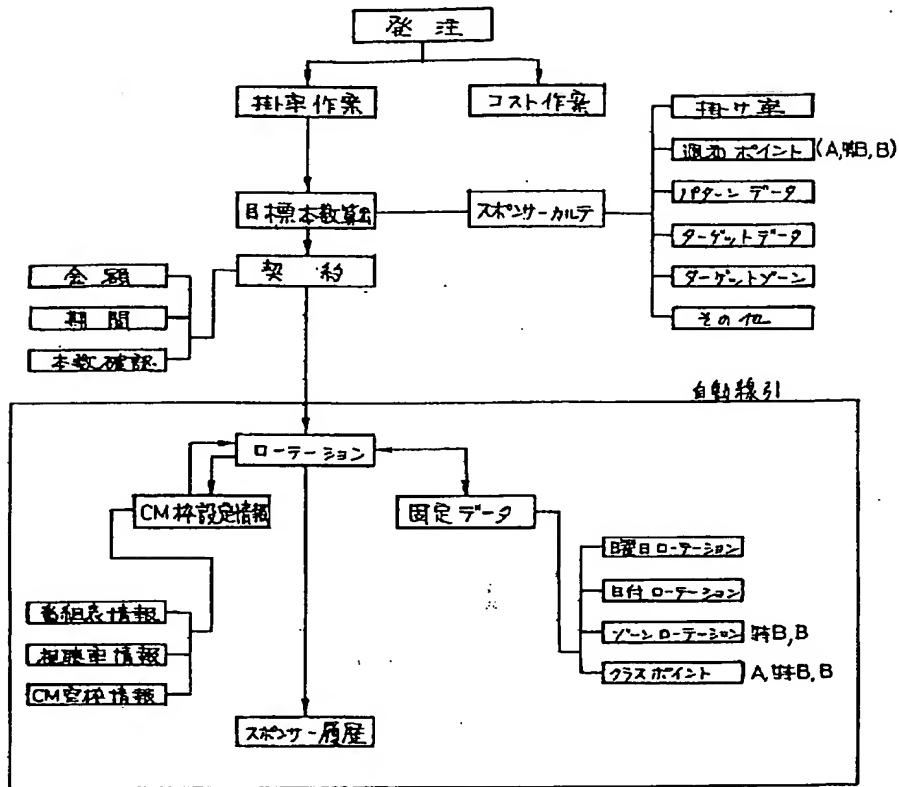 発注
掛率作案
コスト作案
掛け率
ポイント (A,特B,B)
パターンデータ
ターゲットデータ
ターゲットゾーン
その他
目標本数算出
スポンサーカルテ
契約
金額
期間
本数確認
自動線引
ローテーション
CM枠設定情報
固定データ
曜日ローテーション
日付ローテーション
ゾーンローテーション 特B,B
クラスポイント A,特B,B
番組表情報
視聴率情報
CM空枠情報
スポンサー履歴